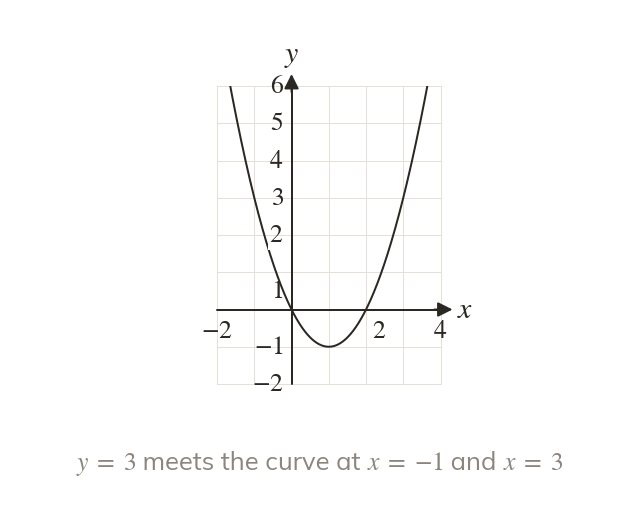 y
6
5
4
3
2
1
x
−2 2 4
−1
−2
y = 3 meets the curve at x = −1 and x = 3